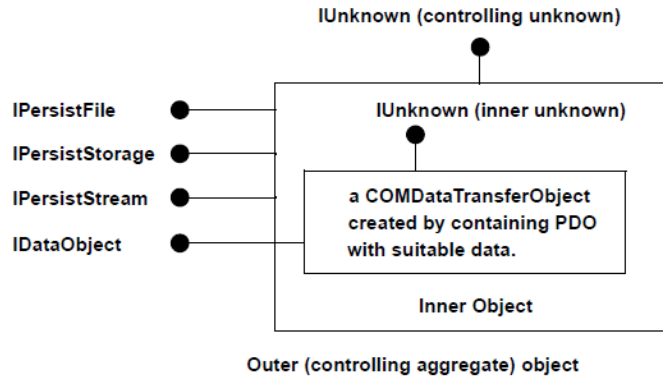 IUnknown (controlling unknown)
IPersistFile
IUnknown (inner unknown)
IPersistStorage
IPersistStream
a COMDataTransferObject
created by containing PDO
with suitable data.
IDataObject
Inner Object
Outer (controlling aggregate) object